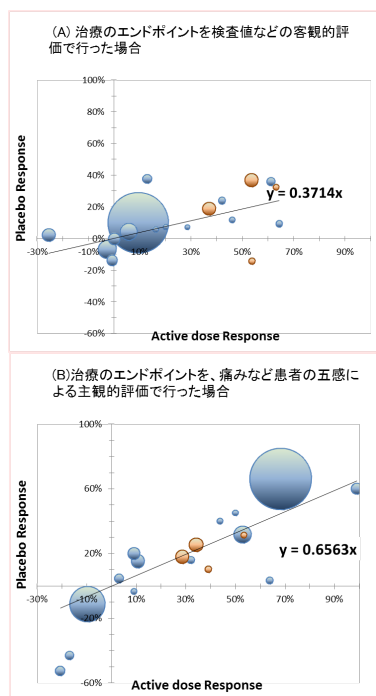 (A) 治療のエンドポイントを検査値などの客観的評
価で行った場合
100%
80%
60%
40%
20%
0%
-20%
-40%
-60%
-30%
-10%
10%
30%
50%
70%
90%
y = 0.3714x
Placebo Response
Active dose Response
(B)治療のエンドポイントを、痛みなど患者の五感に
よる主観的評価で行った場合
100%
60%
20%
-20%
-60%
-30%
-10%
10%
30%
50%
70%
90%
y = 0.6563x
Placebo Response
Active dose Response